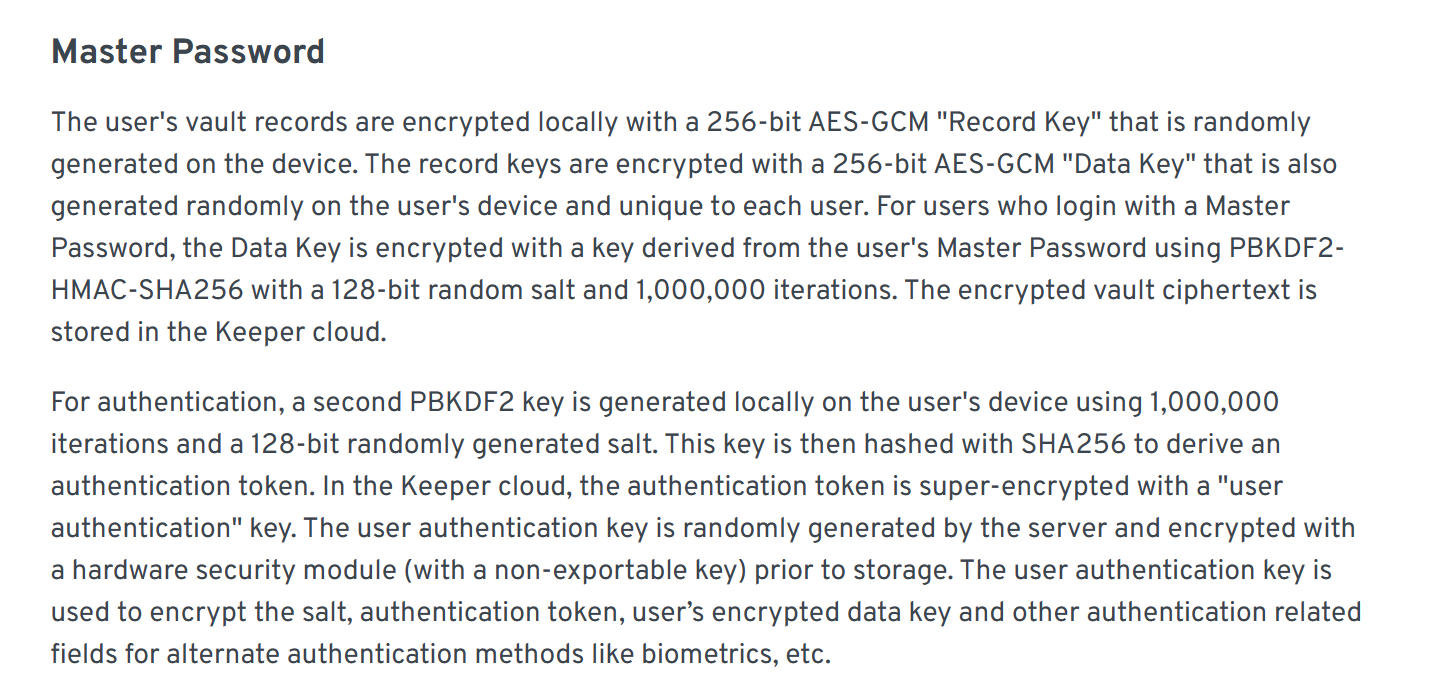 Master Password
The user's vault records are encrypted locally with a 256-bit AES-GCM "Record Key" that is randomly
generated on the device. The record keys are encrypted with a 256-bit AES-GCM "Data Key" that is also
generated randomly on the user's device and unique to each user. For users who login with a Master
Password, the Data Key is encrypted with a key derived from the user's Master Password using PBKDF2-
HMAC-SHA256 with a 128-bit random salt and 1,000,000 iterations. The encrypted vault ciphertext is
stored in the Keeper cloud.
For authentication, a second PBKDF2 key is generated locally on the user's device using 1,000,000
iterations and a 128-bit randomly generated salt. This key is then hashed with SHA256 to derive an
authentication token. In the Keeper cloud, the authentication token is super-encrypted with a "user
authentication" key. The user authentication key is randomly generated by the server and encrypted with
a hardware security module (with a non-exportable key) prior to storage. The user authentication key is
used to encrypt the salt, authentication token, user’s encrypted data key and other authentication related
fields for alternate authentication methods like biometrics, etc.